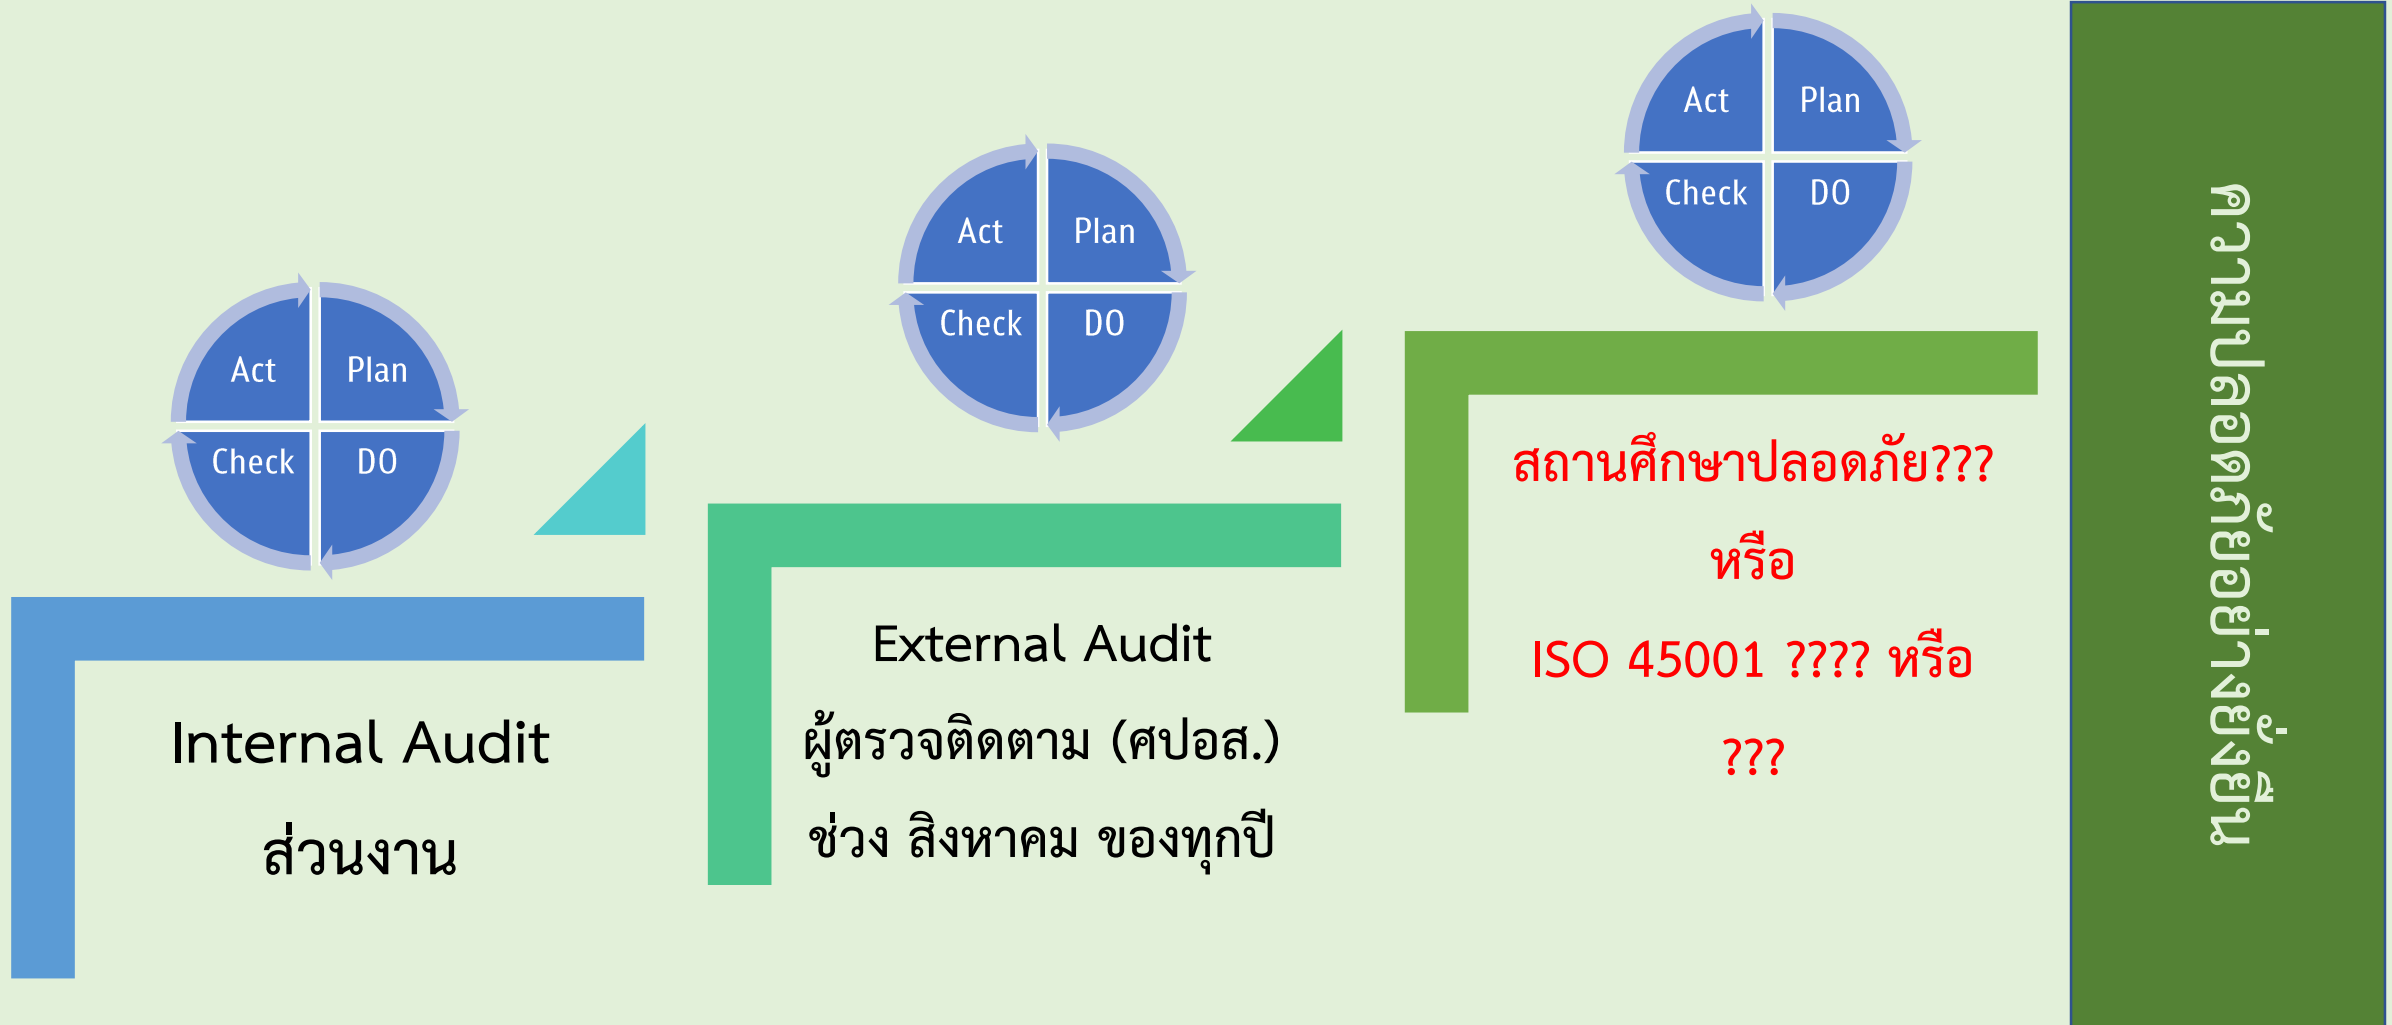 Act
Plan
Check
DO
Internal Audit
ส่วนงาน
Act
Plan
Check
DO
External Audit
ผู้ตรวจติดตาม (ศปอส.)
ช่วง สิงหาคม ของทุกปี
Act
Plan
Check
DO
สถานศึกษาปลอดภัย???
หรือ
ISO 45001 ???? หรือ
???
ความปลอดภัยอย่างยั่งยืน